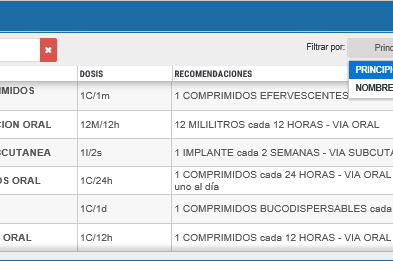 Filtrar por: Princ
PRINCIPI
NOMBRE
DOSIS RECOMENDACIONES
IMIDOS 1C/1m 1 COMPRIMIDOS EFERVESCENTES
CION ORAL 12M/12h 12 MILILITROS cada 12 HORAS - VIA ORAL
BCUTANEA 1I/2s 1 IMPLANTE cada 2 SEMANAS - VIA SUBCUTA
OS ORAL 1C/24h 1 COMPRIMIDOS cada 24 HORAS - VIA ORAL
uno al día
1C/1d 1 COMPRIMIDOS BUCODISPERSABLES cada
ORAL 1C/12h 1 COMPRIMIDOS cada 12 HORAS - VIA ORAL